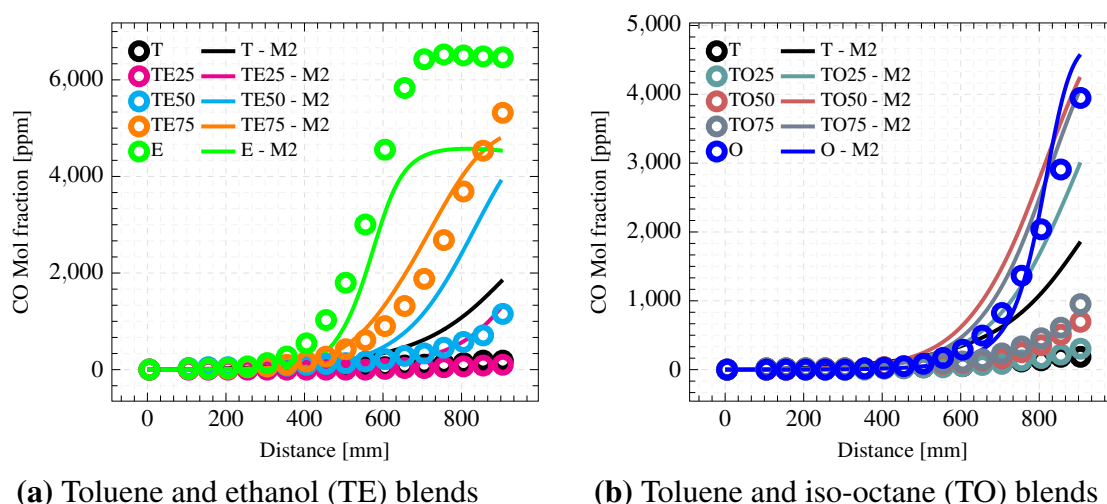 T
T - M2
TE25
TE25 - M2
TE50
TE50 - M2
TE75
TE75 - M2
E
E - M2
6,000
4,000
2,000
0
CO Mol fraction [ppm]
0 200 400 600 800
Distance [mm]
(a) Toluene and ethanol (TE) blends
T
T - M2
TO25
TO25 - M2
TO50
TO50 - M2
TO75
TO75 - M2
O
O - M2
5,000
4,000
3,000
2,000
1,000
0
CO Mol fraction [ppm]
0 200 400 600 800
Distance [mm]
(b) Toluene and iso-octane (TO) blends